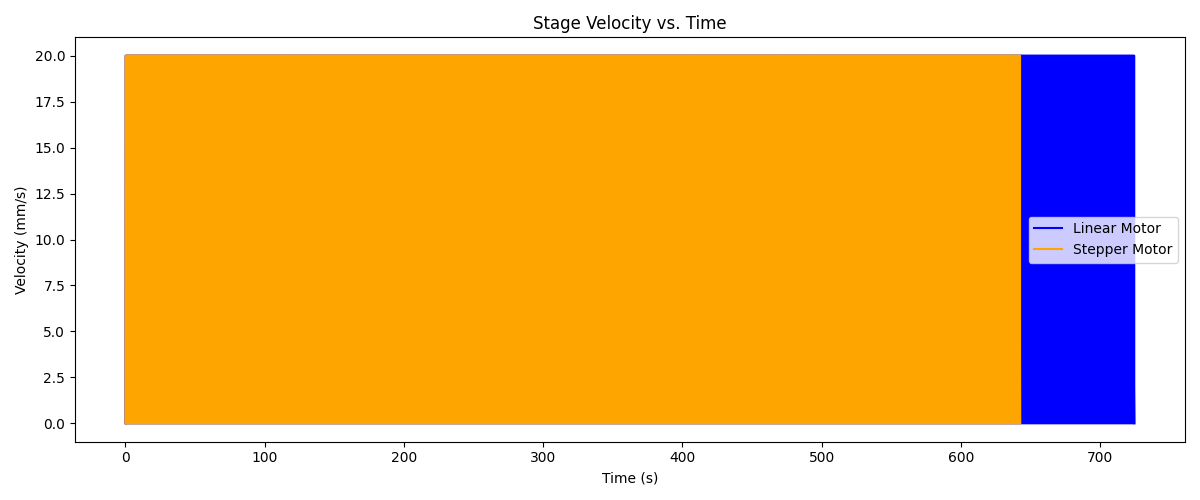 Stage Velocity vs. Time
20.0
17.5
15.0
12.5
10.0
7.5
5.0
2.5
0.0
Velocity (mm/s)
Linear Motor
Stepper Motor
0 100 200 300 400 500 600 700
Time (s)